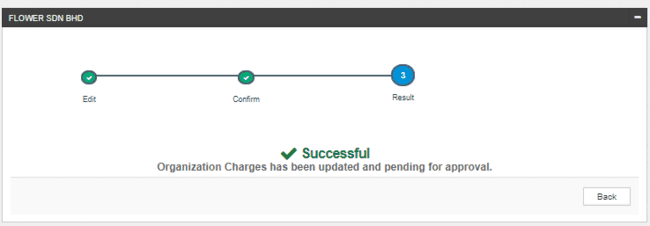 FLOWER SDN BHD
3
Edit
Confirm
Result
Successful
Organization Charges has been updated and pending for approval.
Back